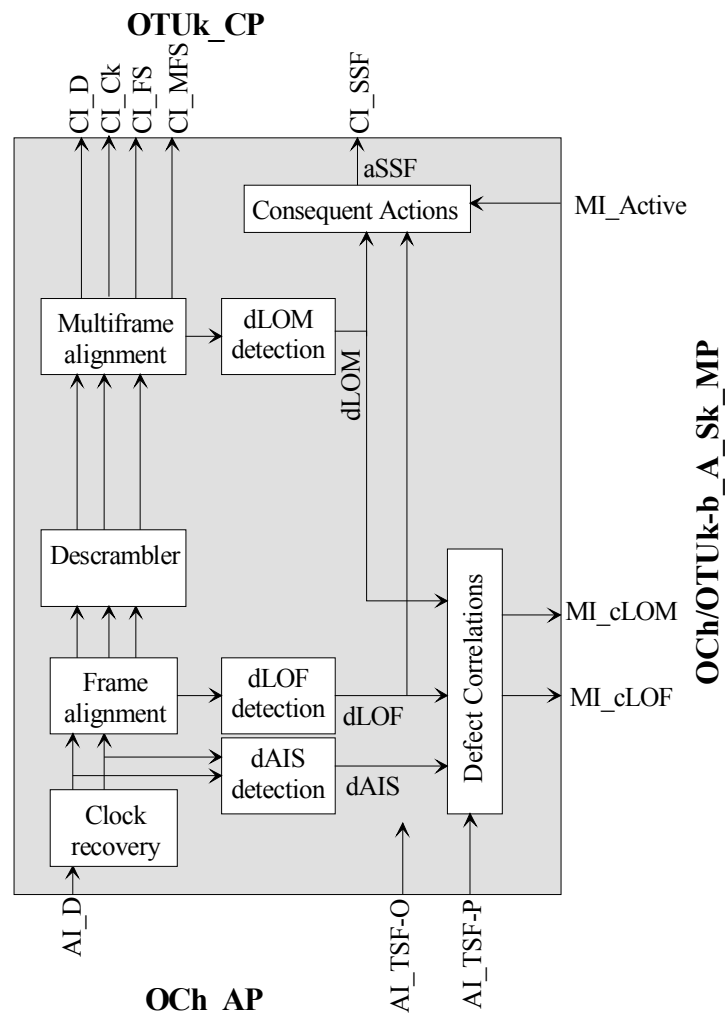 OTUk_CP
CI_D
CI_Ck
CI_FS
CI_MFS
CI_SSF
aSSF
Consequent Actions
MI_Active
Multiframe
alignment
dLOM
detection
dLOM
OCh/OTUk-b_A_Sk_MP
Descrambler
Defect Correlations
MI_cLOM
Frame
alignment
dLOF
detection
dLOF
MI_cLOF
dAIS
detection
dAIS
Clock
recovery
AI_D
AI_TSF-O
AI_TSF-P
OCh_AP